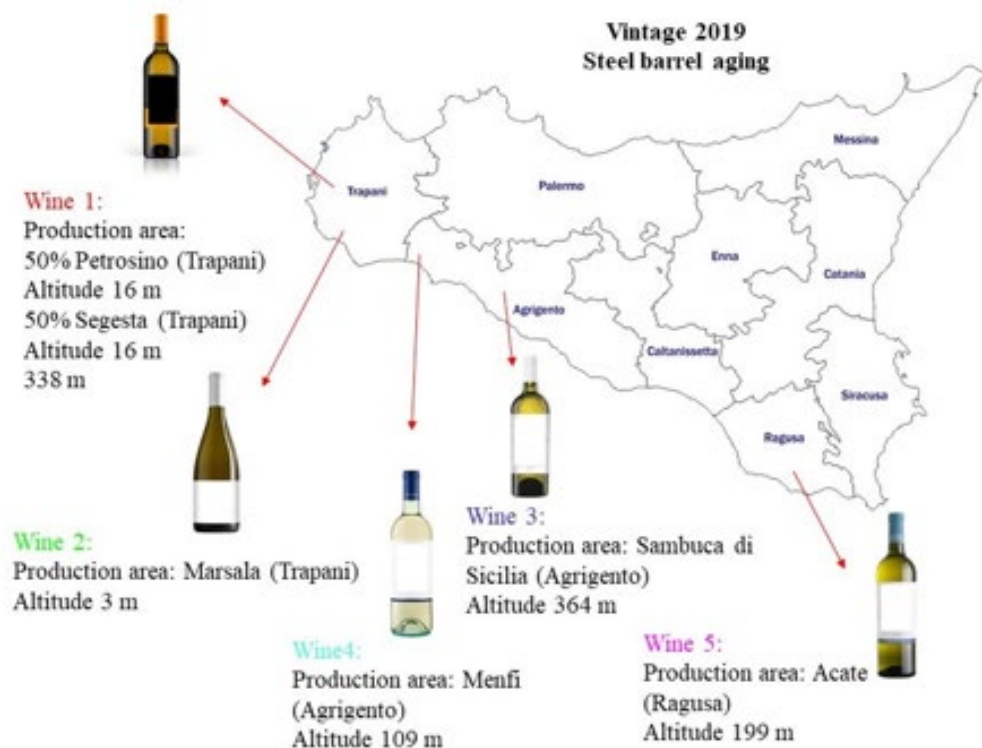 Vintage 2019
Steel barrel aging
Messina
Trapani
Palermo
Enna
Catania
Agrigento
Caltanissetta
Siracusa
Ragusa
Wine 1:
Production area:
50% Petrosino (Trapani)
Altitude 16 m
50% Segesta (Trapani)
Altitude 16 m
338 m
Wine 2:
Production area: Marsala (Trapani)
Altitude 3 m
Wine 3:
Production area: Sambuca di
Sicilia (Agrigento)
Altitude 364 m
Wine4:
Production area: Menfi
(Agrigento)
Altitude 109 m
Wine 5:
Production area: Acate
(Ragusa)
Altitude 199 m